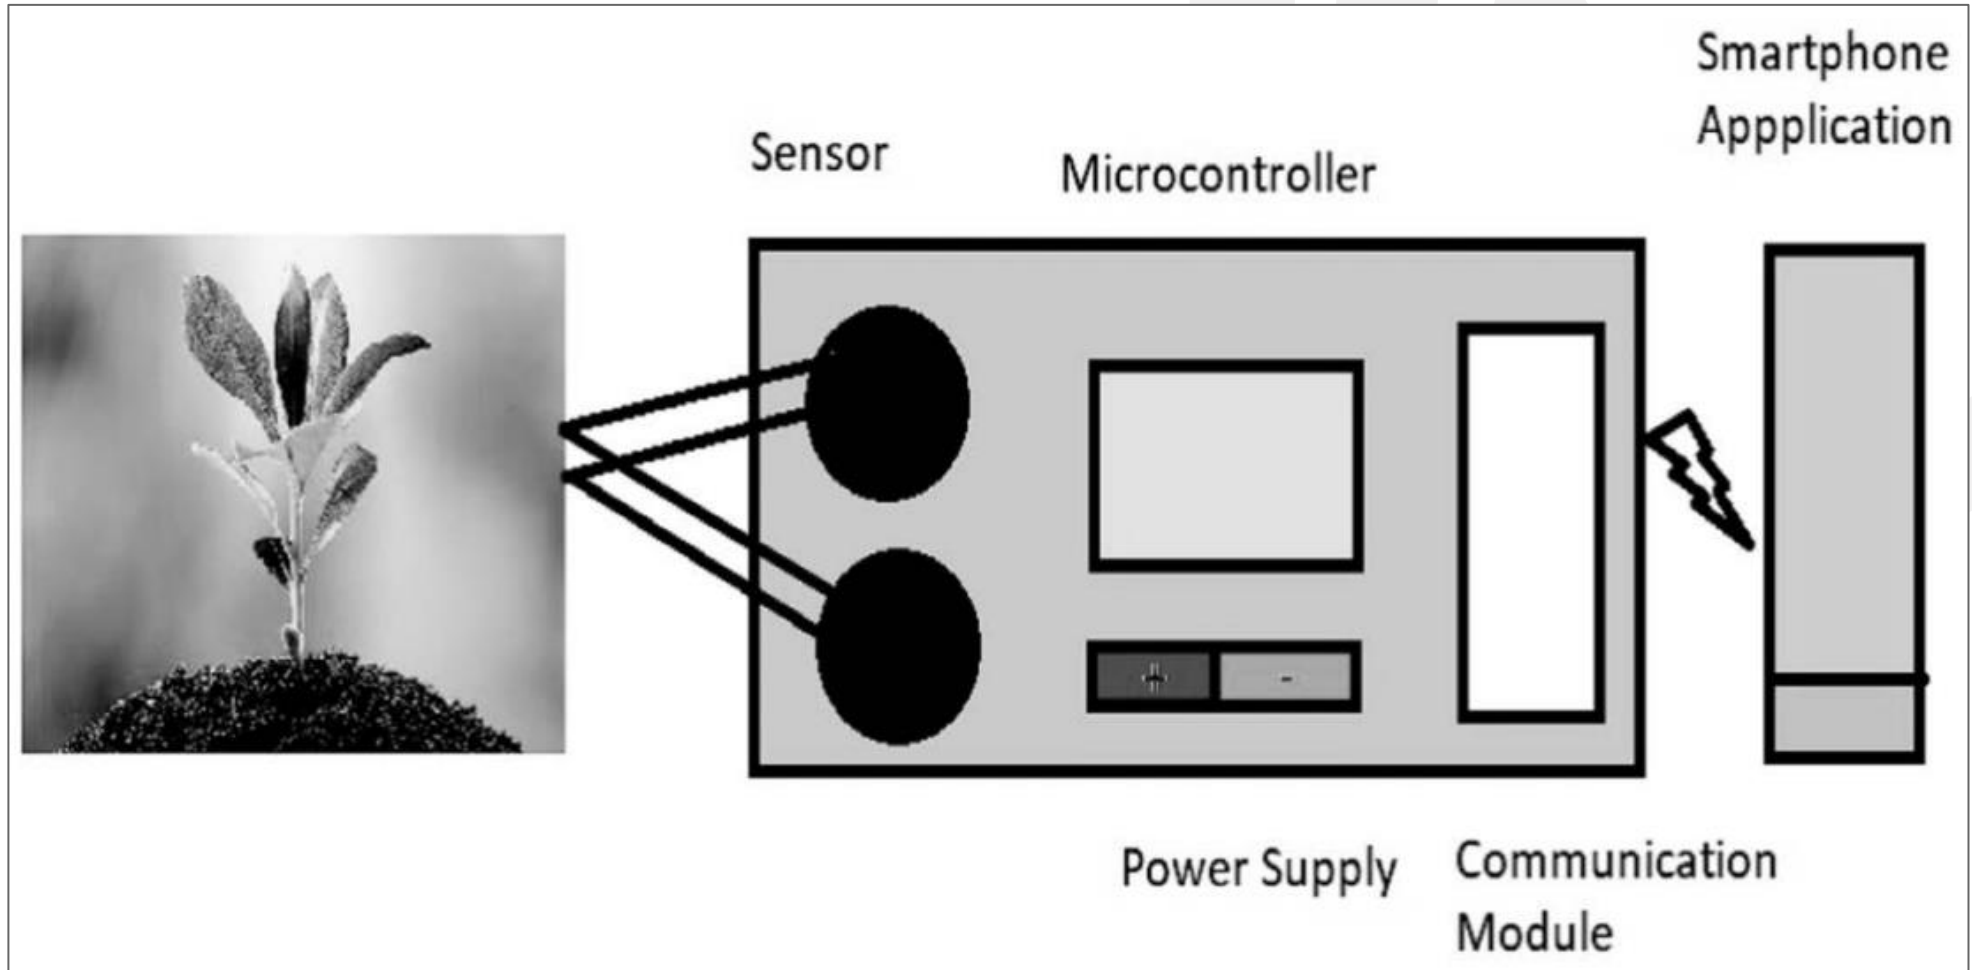 Smartphone
Appplication
Sensor
Microcontroller
+
-
Power Supply
Communication
Module